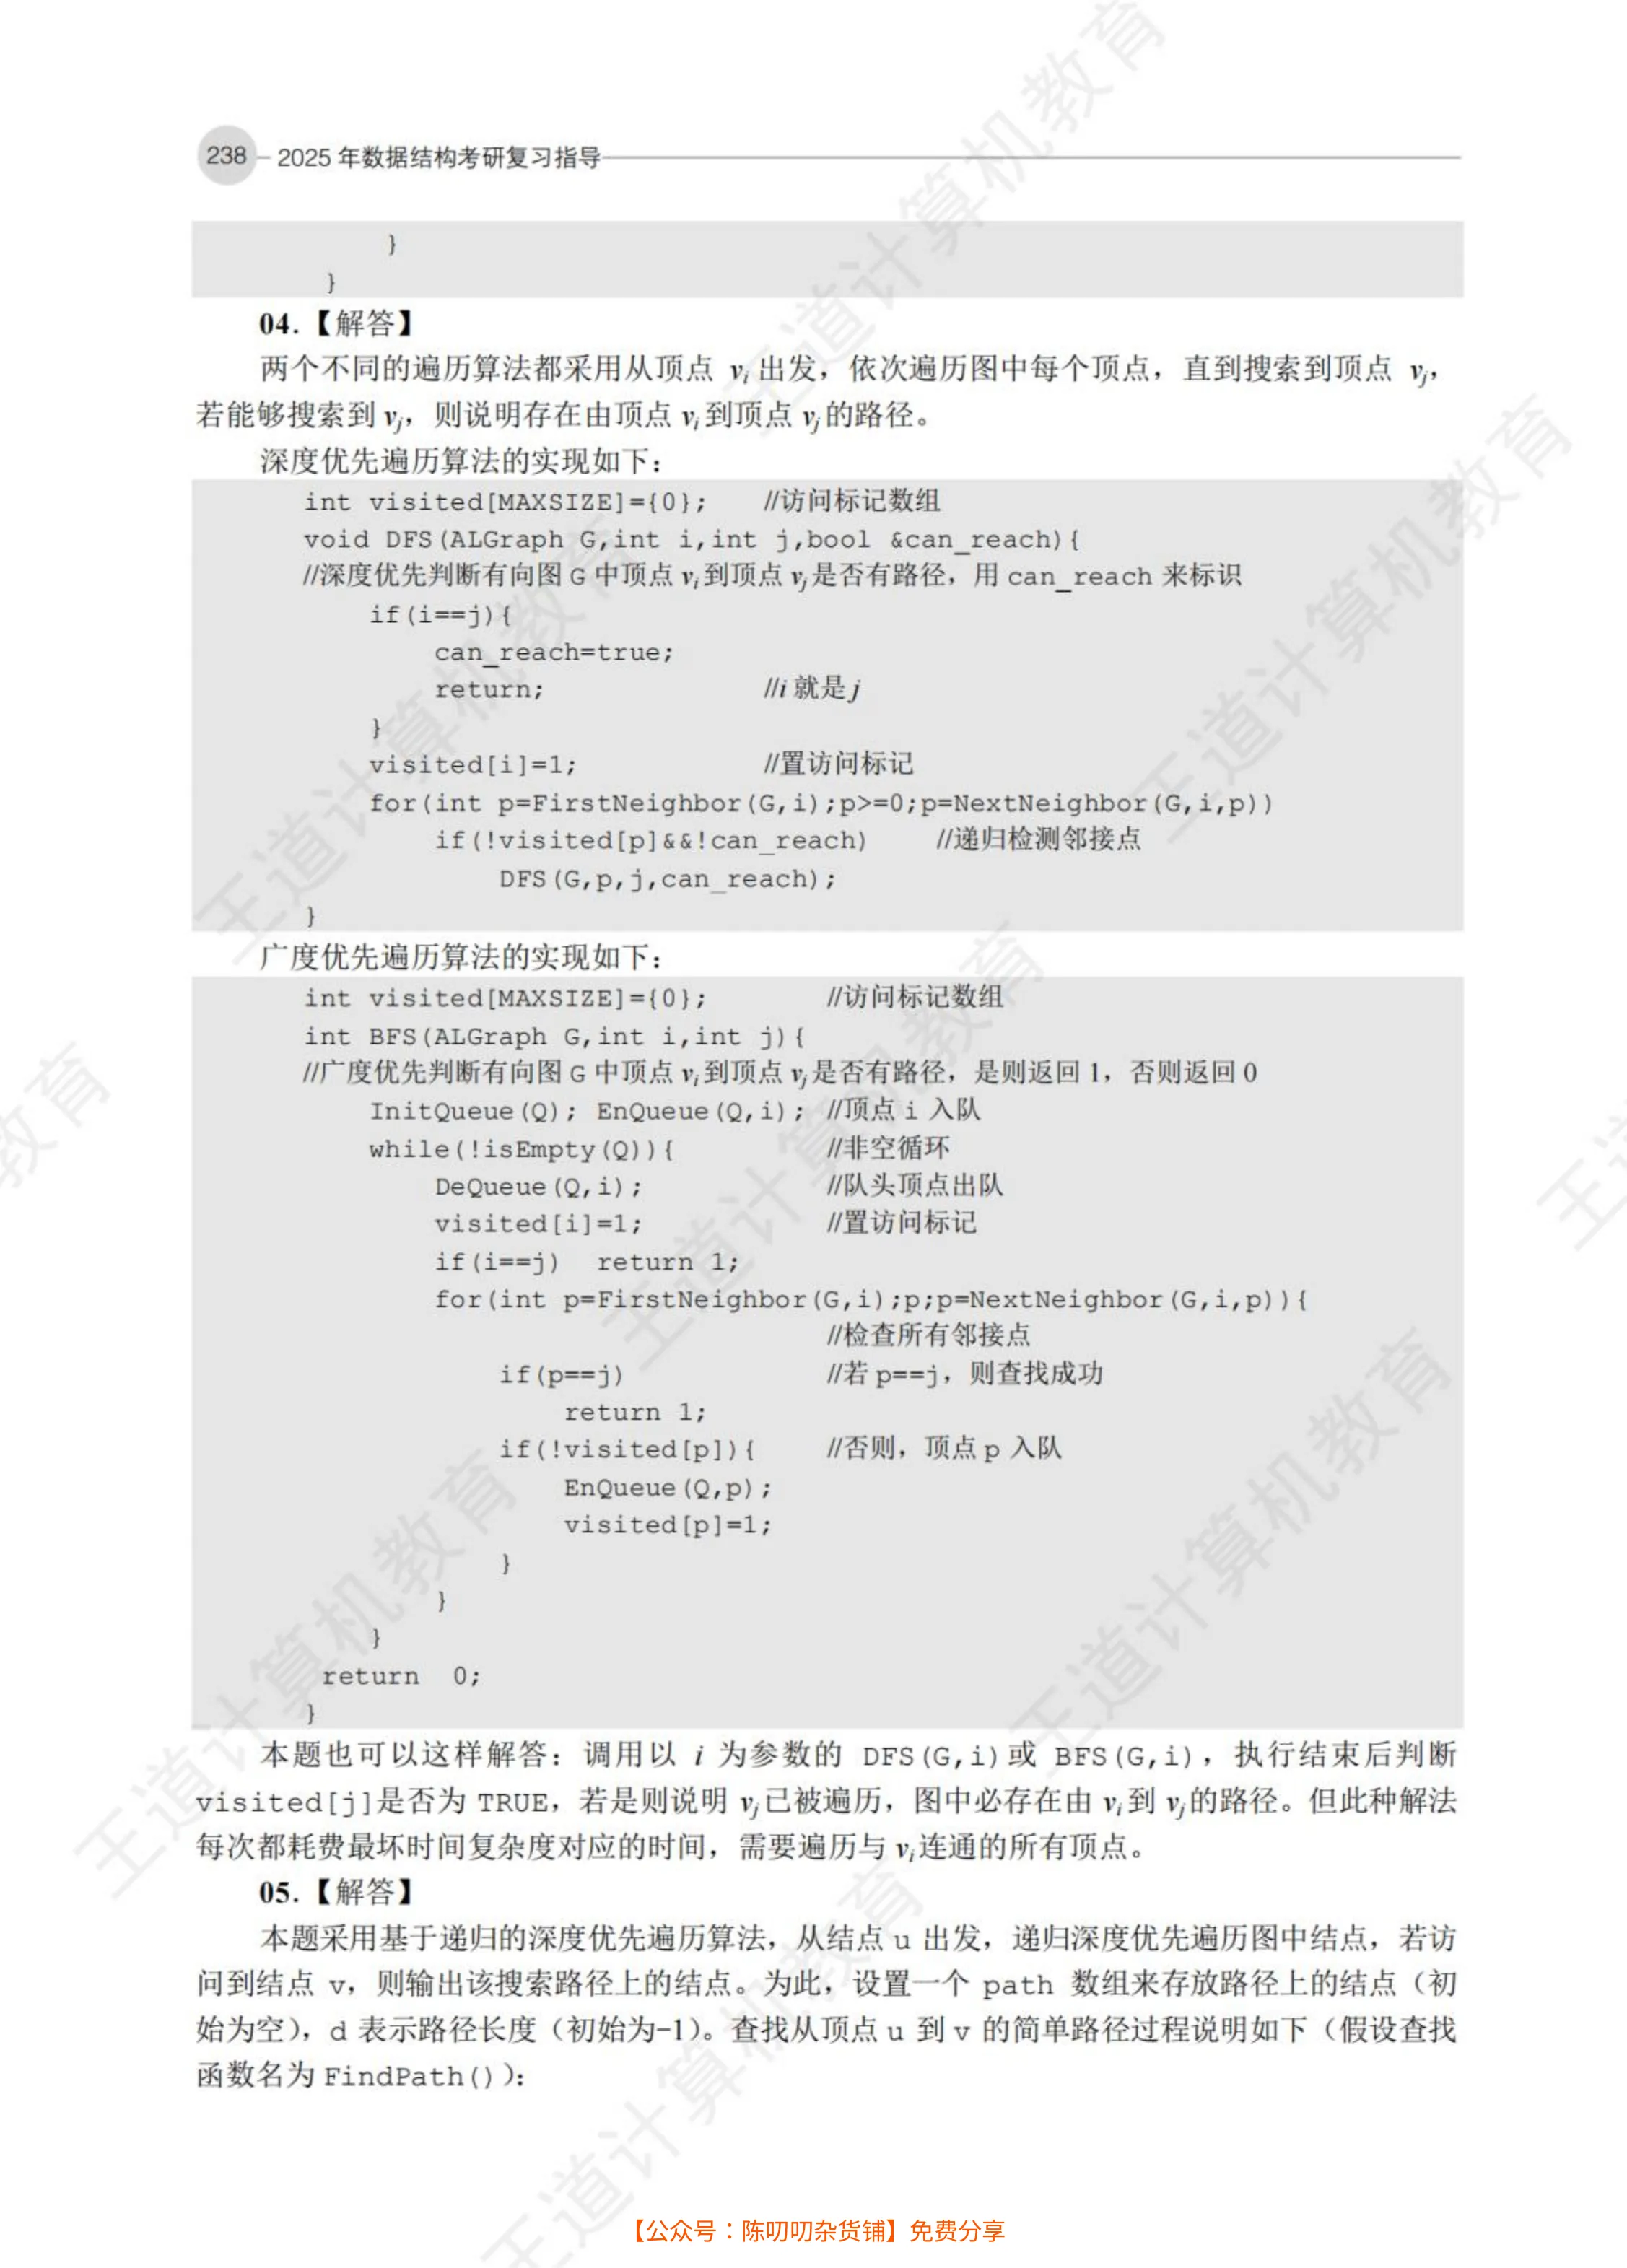 238 2025 年数据结构考研复习指导
}
}
04.【解答】
两个不同的遍历算法都采用从顶点 vi 出发，依次遍历图中每个顶点，直到搜索到顶点 vj，
若能够搜索到 vj，则说明存在由顶点 vi 到顶点 vj 的路径。
深度优先遍历算法的实现如下：
int visited[MAXSIZE]={0}; //访问标记数组
void DFS(ALGraph G,int i,int j,bool &can_reach){
//深度优先判断有向图 G 中顶点 vi 到顶点 vj 是否有路径，用 can_reach 来标识
if(i==j){
can_reach=true;
return; //i 就是 j
}
visited[i]=1; //置访问标记
for(int p=FirstNeighbor(G,i);p>=0;p=NextNeighbor(G,i,p))
if(!visited[p]&&!can_reach) //递归检测邻接点
DFS(G,p,j,can_reach);
}
广度优先遍历算法的实现如下：
int visited[MAXSIZE]={0}; //访问标记数组
int BFS(ALGraph G,int i,int j){
//广度优先判断有向图 G 中顶点 vi 到顶点 vj 是否有路径，是则返回 1，否则返回 0
InitQueue(Q); EnQueue(Q,i); //顶点 i 入队
while(!isEmpty(Q)){ //非空循环
DeQueue(Q,i); //队头顶点出队
visited[i]=1; //置访问标记
if(i==j) return 1;
for(int p=FirstNeighbor(G,i);p;p=NextNeighbor(G,i,p)){
//检查所有邻接点
if(p==j) //若 p==j，则查找成功
return 1;
if(!visited[p]){ //否则，顶点 p 入队
EnQueue(Q,p);
visited[p]=1;
}
}
}
return 0;
}
本题也可以这样解答：调用以 i 为参数的 DFS(G,i)或 BFS(G,i)，执行结束后判断
visited[j]是否为 TRUE，若是则说明 vj 已被遍历，图中必存在由 vi 到 vj 的路径。但此种解法
每次都耗费最坏时间复杂度对应的时间，需要遍历与 vi 连通的所有顶点。
05.【解答】
本题采用基于递归的深度优先遍历算法，从结点 u 出发，递归深度优先遍历图中结点，若访
问到结点 v，则输出该搜索路径上的结点。为此，设置一个 path 数组来存放路径上的结点（初
始为空），d 表示路径长度（初始为-1）。查找从顶点 u 到 v 的简单路径过程说明如下（假设查找
函数名为 FindPath()）：
【公众号：陈叨叨杂货铺】免费分享
王道计算机教育